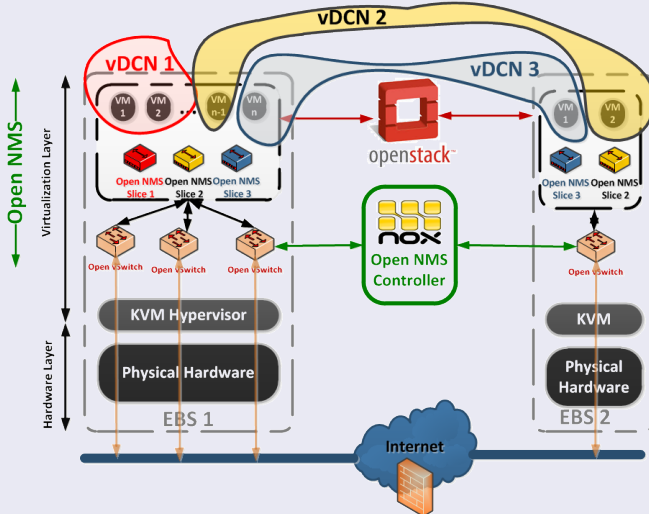 vDCN 2
vDCN 1
vDCN 3
VM
1
VM
2
...
VM
n-1
VM
n
VM
1
VM
2
openstack™
Open NMS
Slice 1
Open NMS
Slice 2
Open NMS
Slice 3
Open NMS
Slice 3
Open NMS
Slice 2
Open NMS
Virtualization Layer
Open vSwitch
Open vSwitch
Open vSwitch
nox
Open NMS
Controller
Open vSwitch
KVM Hypervisor
KVM
Hardware Layer
Physical Hardware
Physical
Hardware
EBS 1
EBS 2
Internet